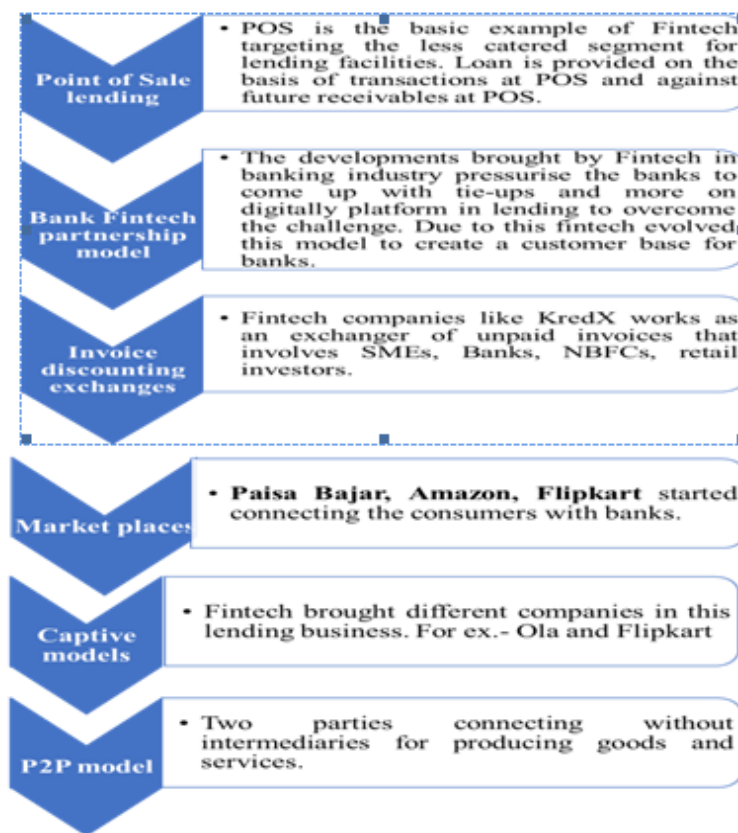 Point of Sale
lending
• POS is the basic example of Fintech
targeting the less catered segment for
lending facilities. Loan is provided on the
basis of transactions at POS and against
future receivables at POS.
Bank Fintech
partnership
model
• The developments brought by Fintech in
banking industry pressurise the banks to
come up with tie-ups and more on
digitally platform in lending to overcome
the challenge. Due to this fintech evolved
this model to create a customer base for
banks.
Invoice
discounting
exchanges
• Fintech companies like KredX works as
an exchanger of unpaid invoices that
involves SMEs, Banks, NBFCs, retail
investors.
Market places
• Paisa Bajar, Amazon, Flipkart started
connecting the consumers with banks.
Captive
models
• Fintech brought different companies in this
lending business. For ex.- Ola and Flipkart
P2P model
• Two parties connecting without
intermediaries for producing goods and
services.